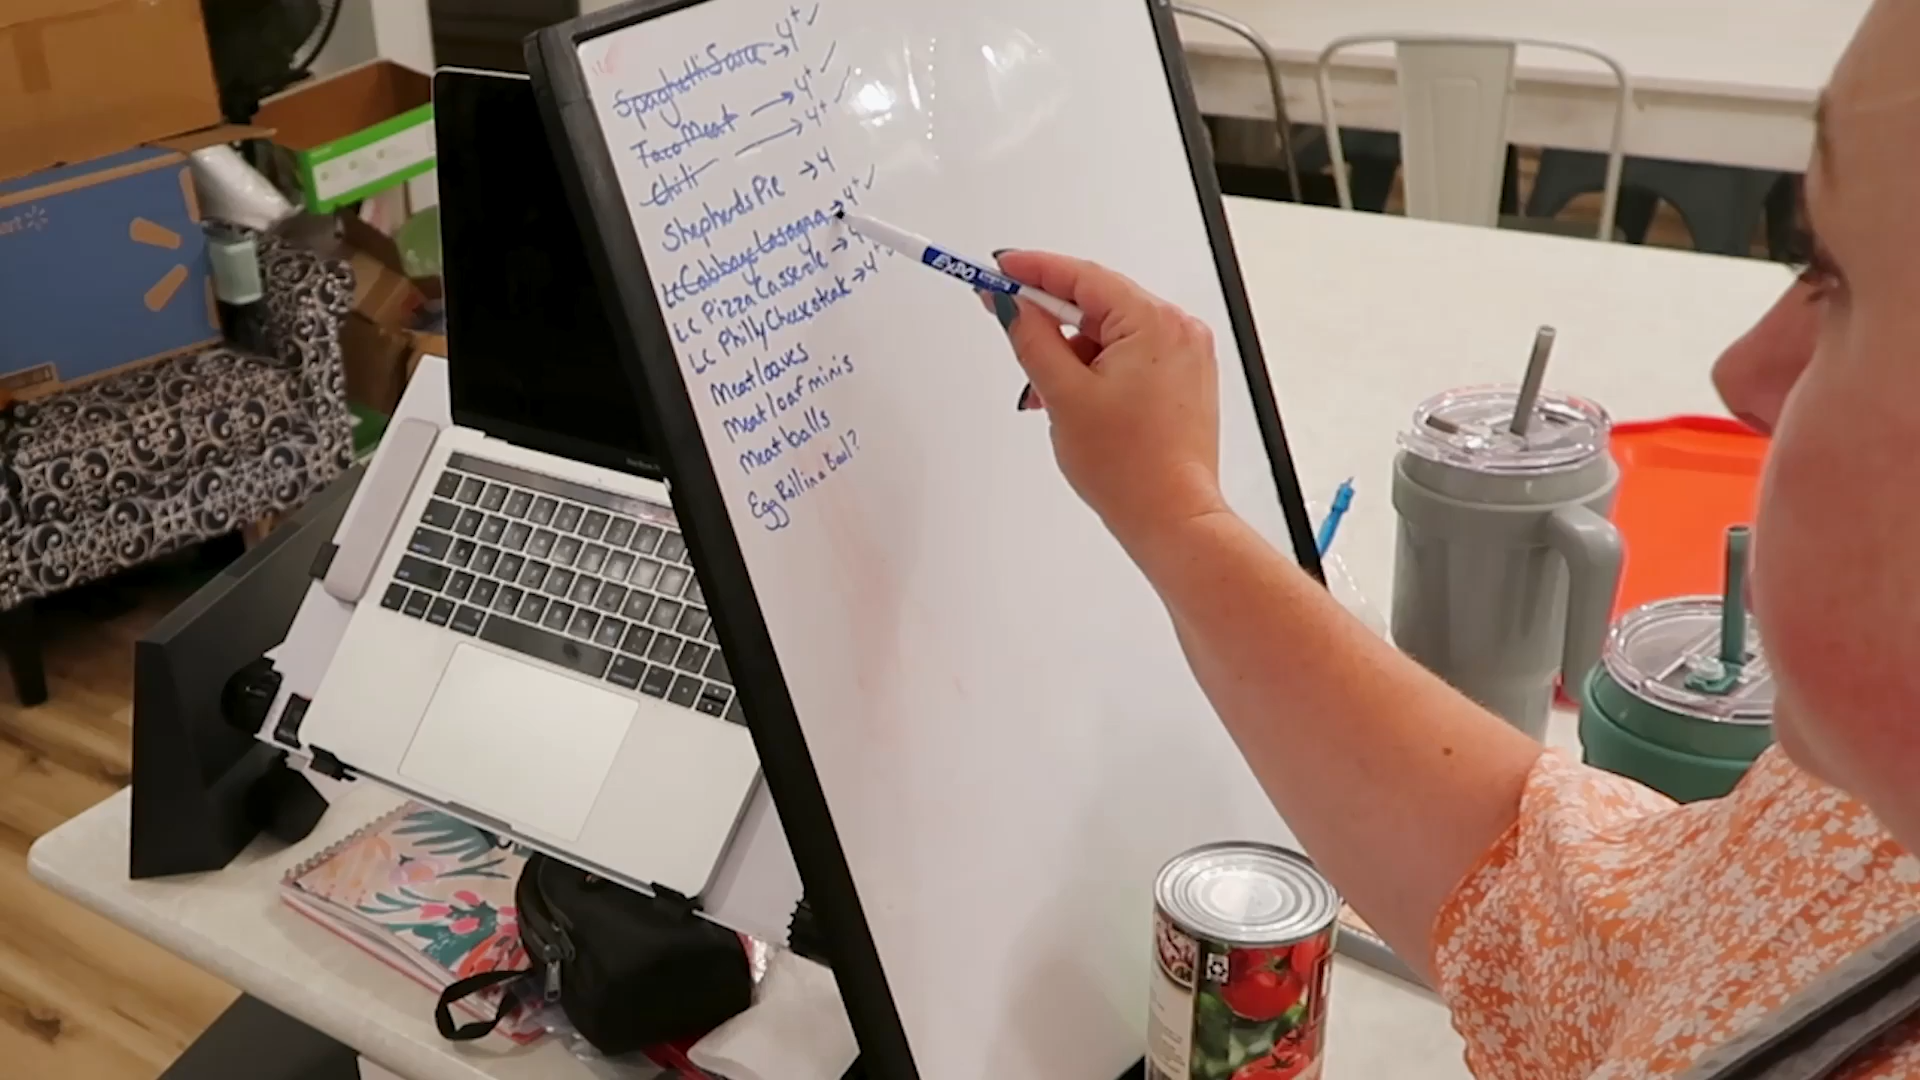 Spaghetti Sauce → 4+ ✓
Taco Meat → 4+ ✓
Chili → 4+ ✓
Shepherds Pie → 4
LC Cabbage Lasagna → 4+ ✓
LC Pizza Casserole → 4
LC Philly Cheesesteak → 4+
Meatloaves
Meatloaf minis
Meatballs
Egg Roll in a Bowl?
EXPO
art